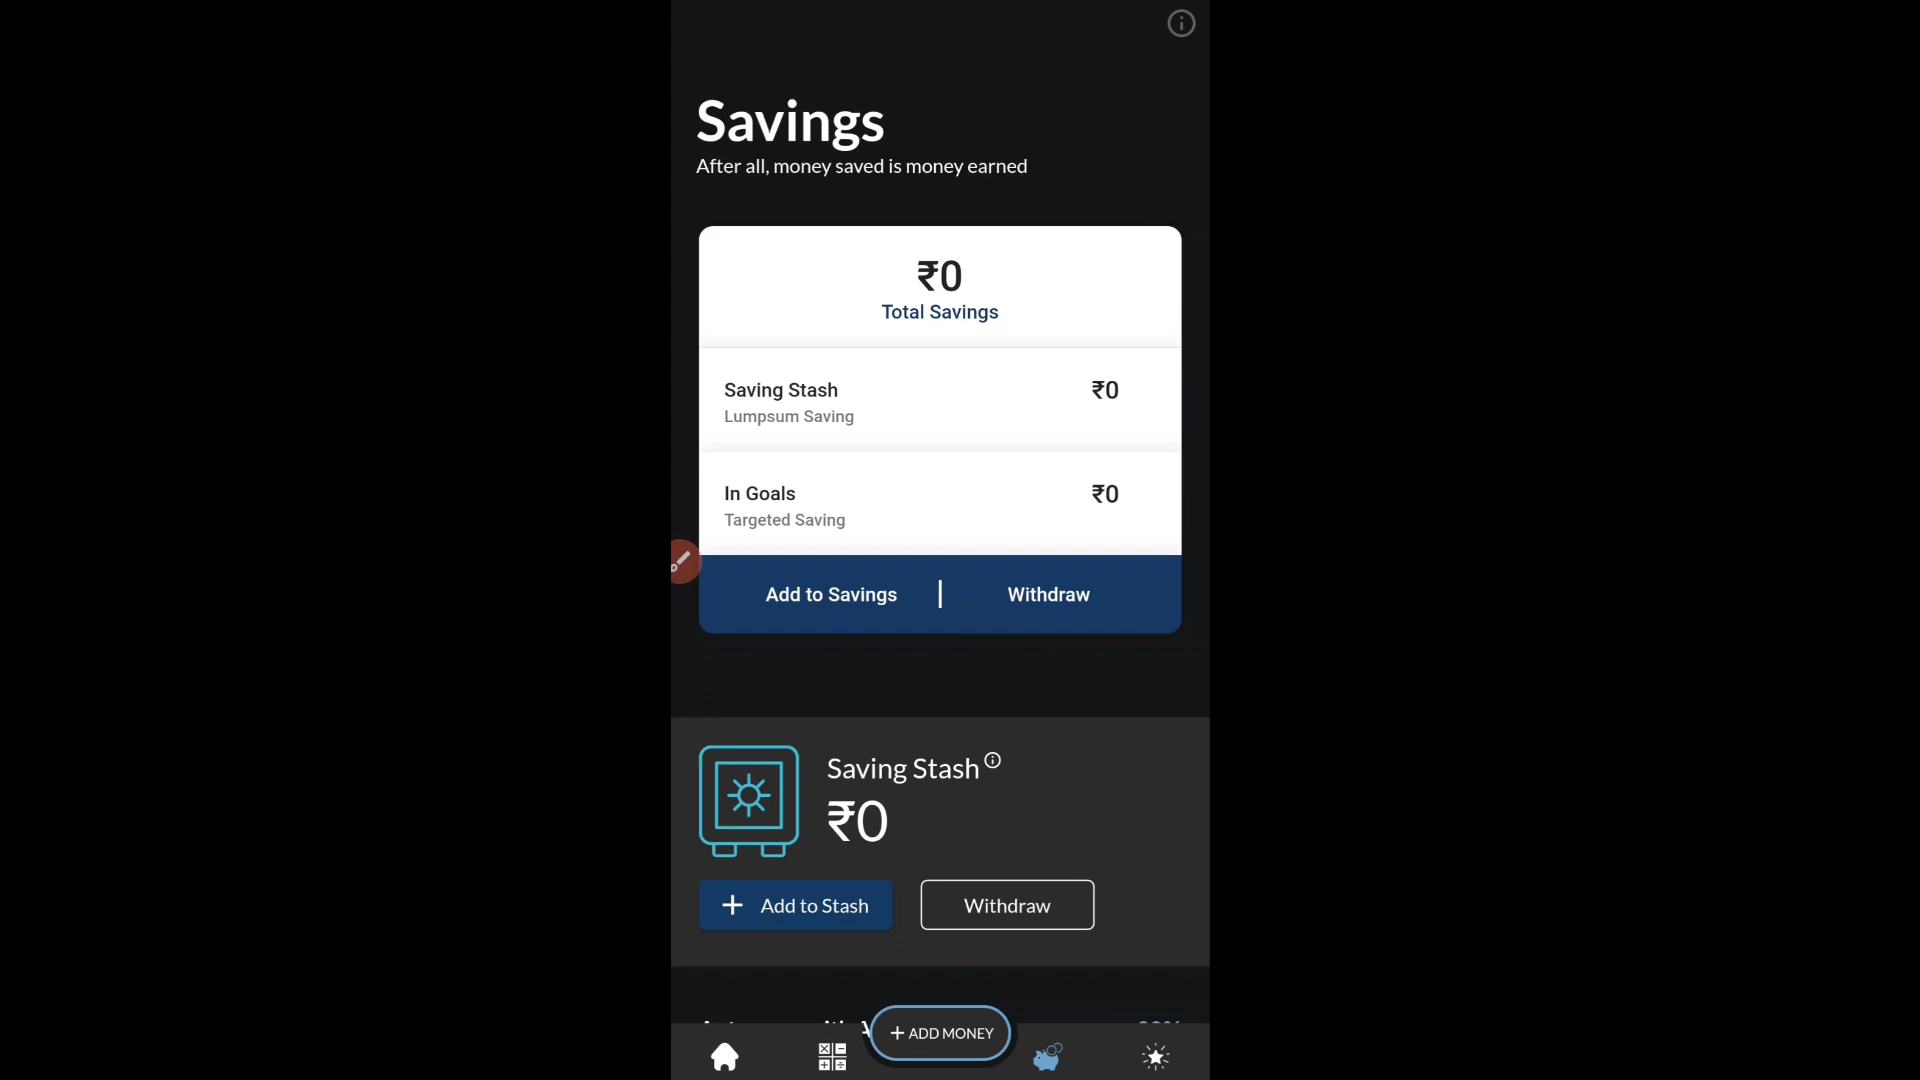 Savings
After all, money saved is money earned
₹0
Total Savings
Saving Stash ₹0
Lumpsum Saving
In Goals ₹0
Targeted Saving
Add to Savings | Withdraw
Saving Stash
₹0
+ Add to Stash
Withdraw
+ ADD MONEY